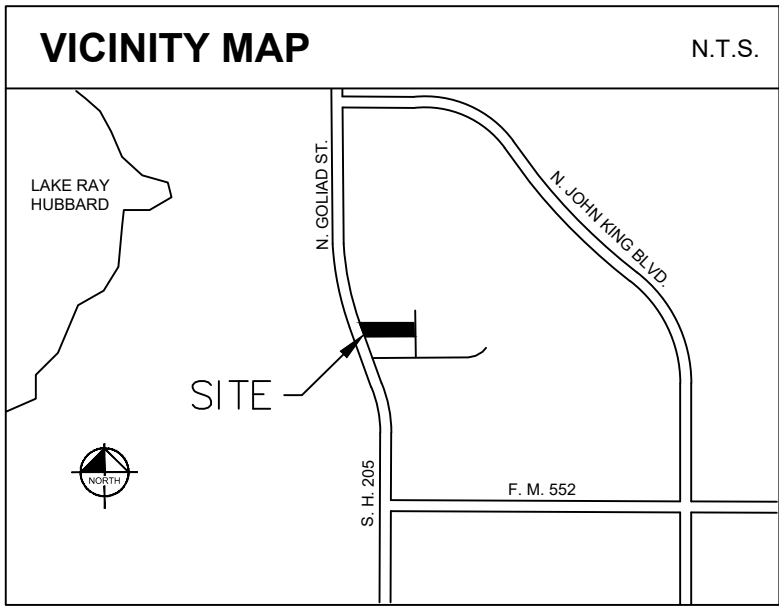 VICINITY MAP
N.T.S.
LAKE RAY
HUBBARD
N. GOLIAD ST.
N. JOHN KING BLVD.
SITE
NORTH
S. H. 205
F. M. 552